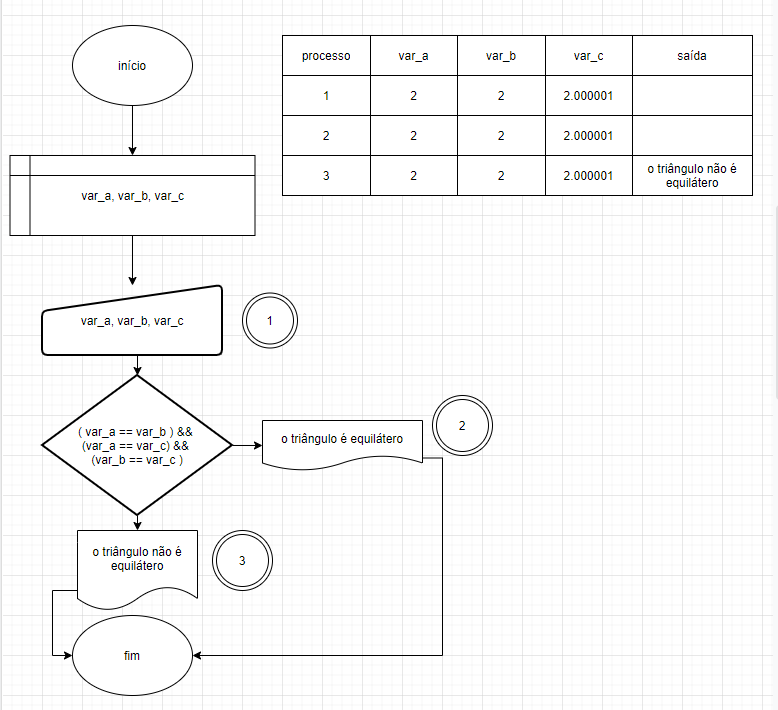 início
processo var_a var_b var_c saída
1 2 2 2.000001
2 2 2 2.000001
3 2 2 2.000001 o triângulo não é
equilátero
var_a, var_b, var_c
var_a, var_b, var_c
1
( var_a == var_b ) &&
(var_a == var_c) &&
(var_b == var_c )
o triângulo é equilátero
2
o triângulo não é
equilátero
3
fim